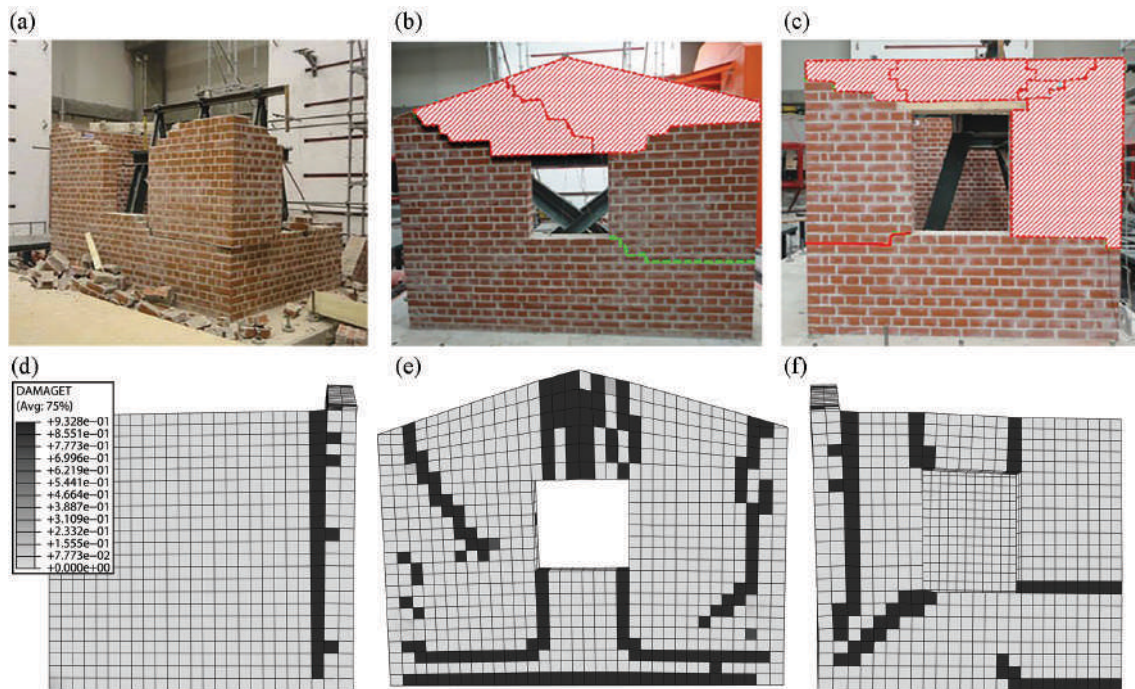 (a)
(b)
(c)
(d)
DAMAGET
(Avg: 75%)
+9.328e−01
+8.551e−01
+7.773e−01
+6.996e−01
+6.219e−01
+5.441e−01
+4.664e−01
+3.887e−01
+3.109e−01
+2.332e−01
+1.555e−01
+7.773e−02
+0.000e+00
(e)
(f)